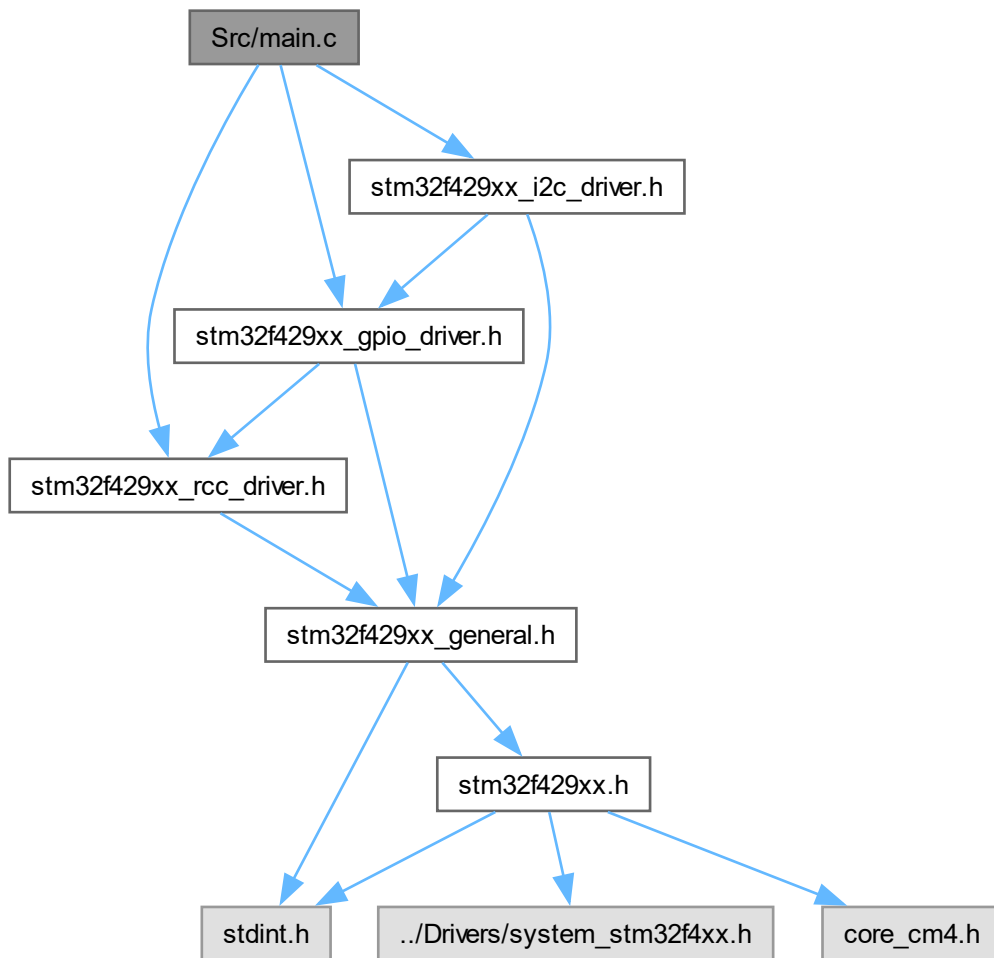 Src/main.c
stm32f429xx_i2c_driver.h
stm32f429xx_gpio_driver.h
stm32f429xx_rcc_driver.h
stm32f429xx_general.h
stm32f429xx.h
stdint.h
../Drivers/system_stm32f4xx.h
core_cm4.h